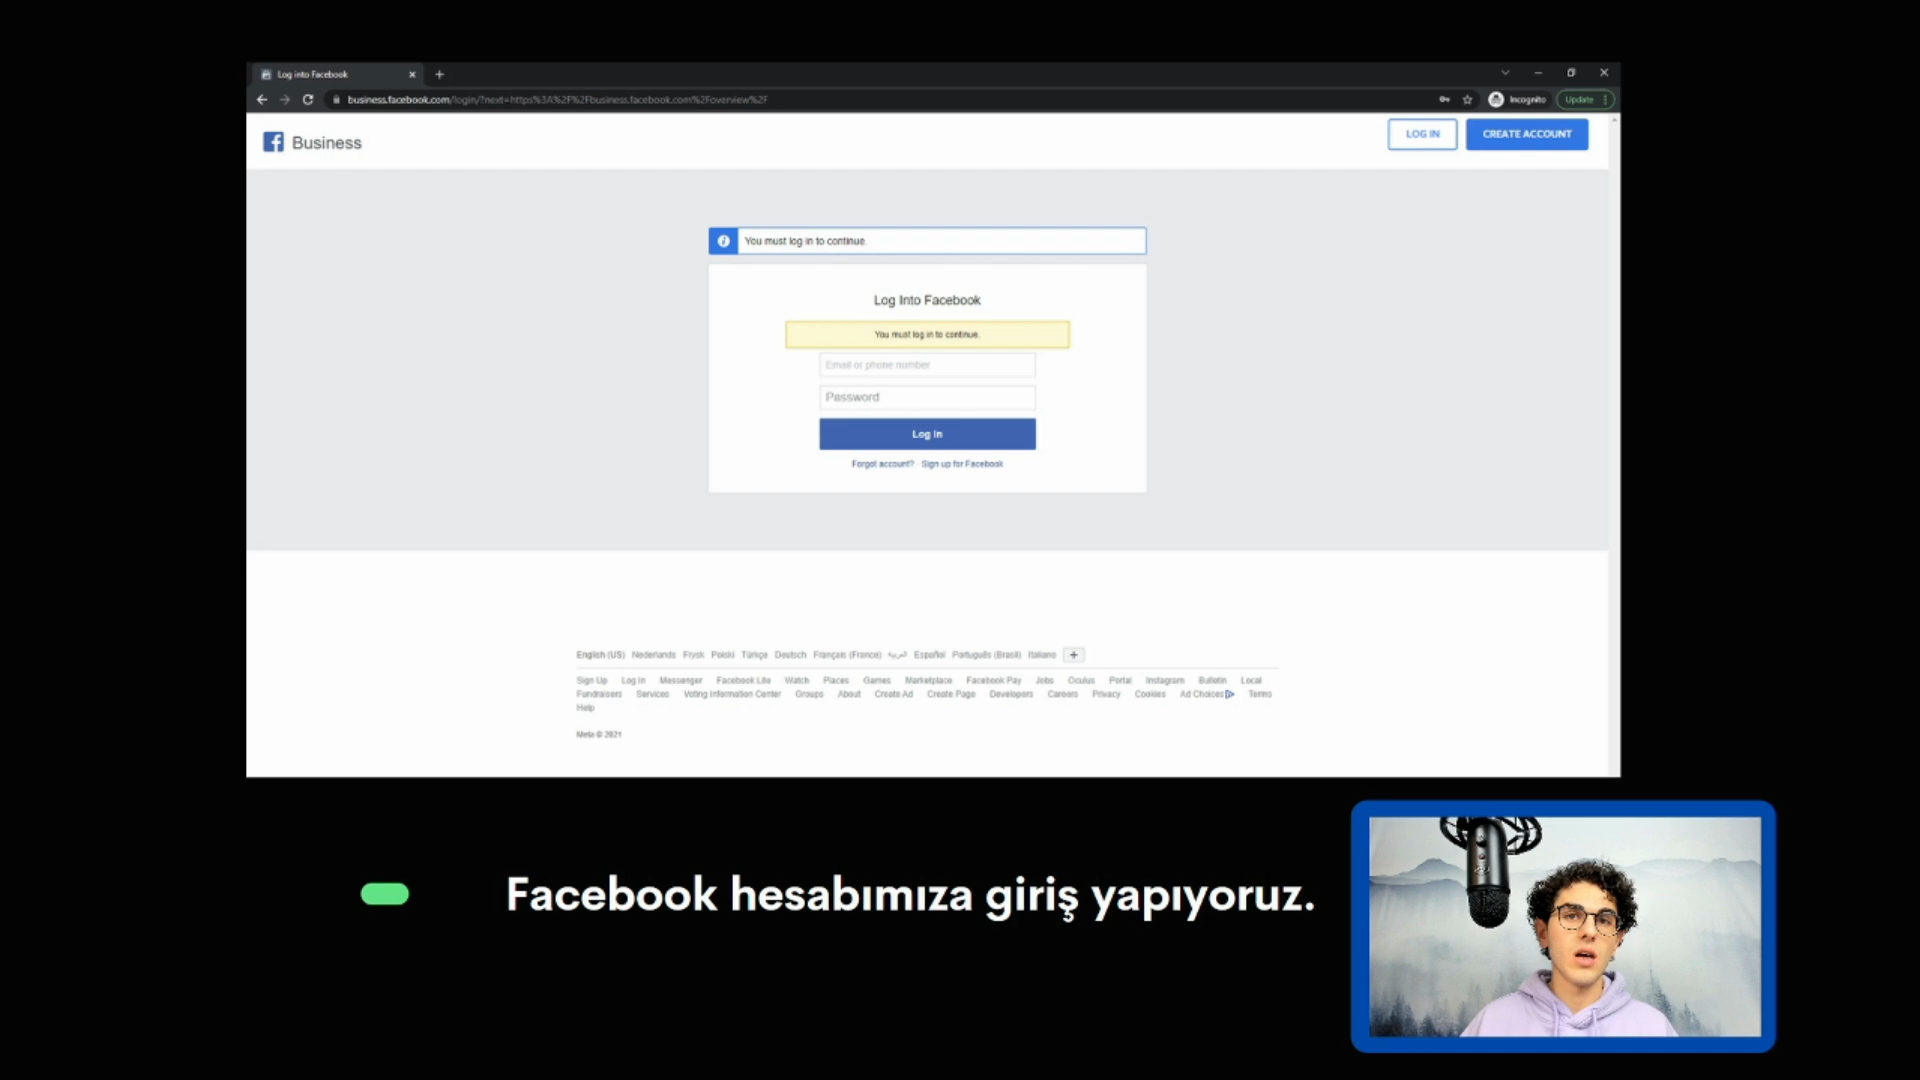 Log into Facebook
business.facebook.com/login/?next=https%3A%2F%2Fbusiness.facebook.com%2Foverview%2F
Incognito
Update
Business
LOG IN
CREATE ACCOUNT
You must log in to continue.
Log Into Facebook
You must log in to continue.
Email or phone number
Password
Log In
Forgot account? · Sign up for Facebook
English (US) Nederlands Frysk Polski Türkçe Deutsch Français (France) العربية Español Português (Brasil) Italiano +
Sign Up Log In Messenger Facebook Lite Watch Places Games Marketplace Facebook Pay Jobs Oculus Portal Instagram Bulletin Local
Fundraisers Services Voting Information Center Groups About Create Ad Create Page Developers Careers Privacy Cookies Ad Choices Terms
Help
Meta © 2021
Facebook hesabımıza giriş yapıyoruz.